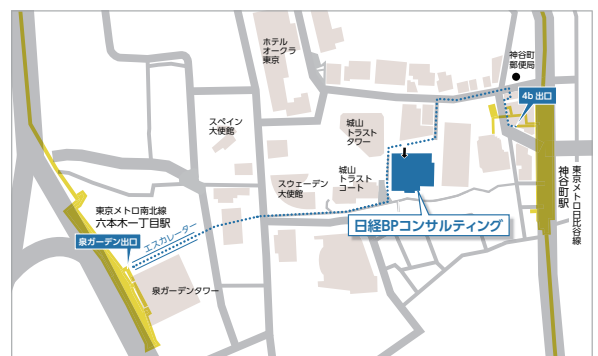 ホテル
オークラ
東京
神谷町
郵便局
4b 出口
スペイン
大使館
城山
トラスト
タワー
スウェーデン
大使館
城山
トラスト
コート
東京メトロ日比谷線
神谷町駅
日経BPコンサルティング
東京メトロ南北線
六本木一丁目駅
泉ガーデン出口
エスカレーター
泉ガーデンタワー